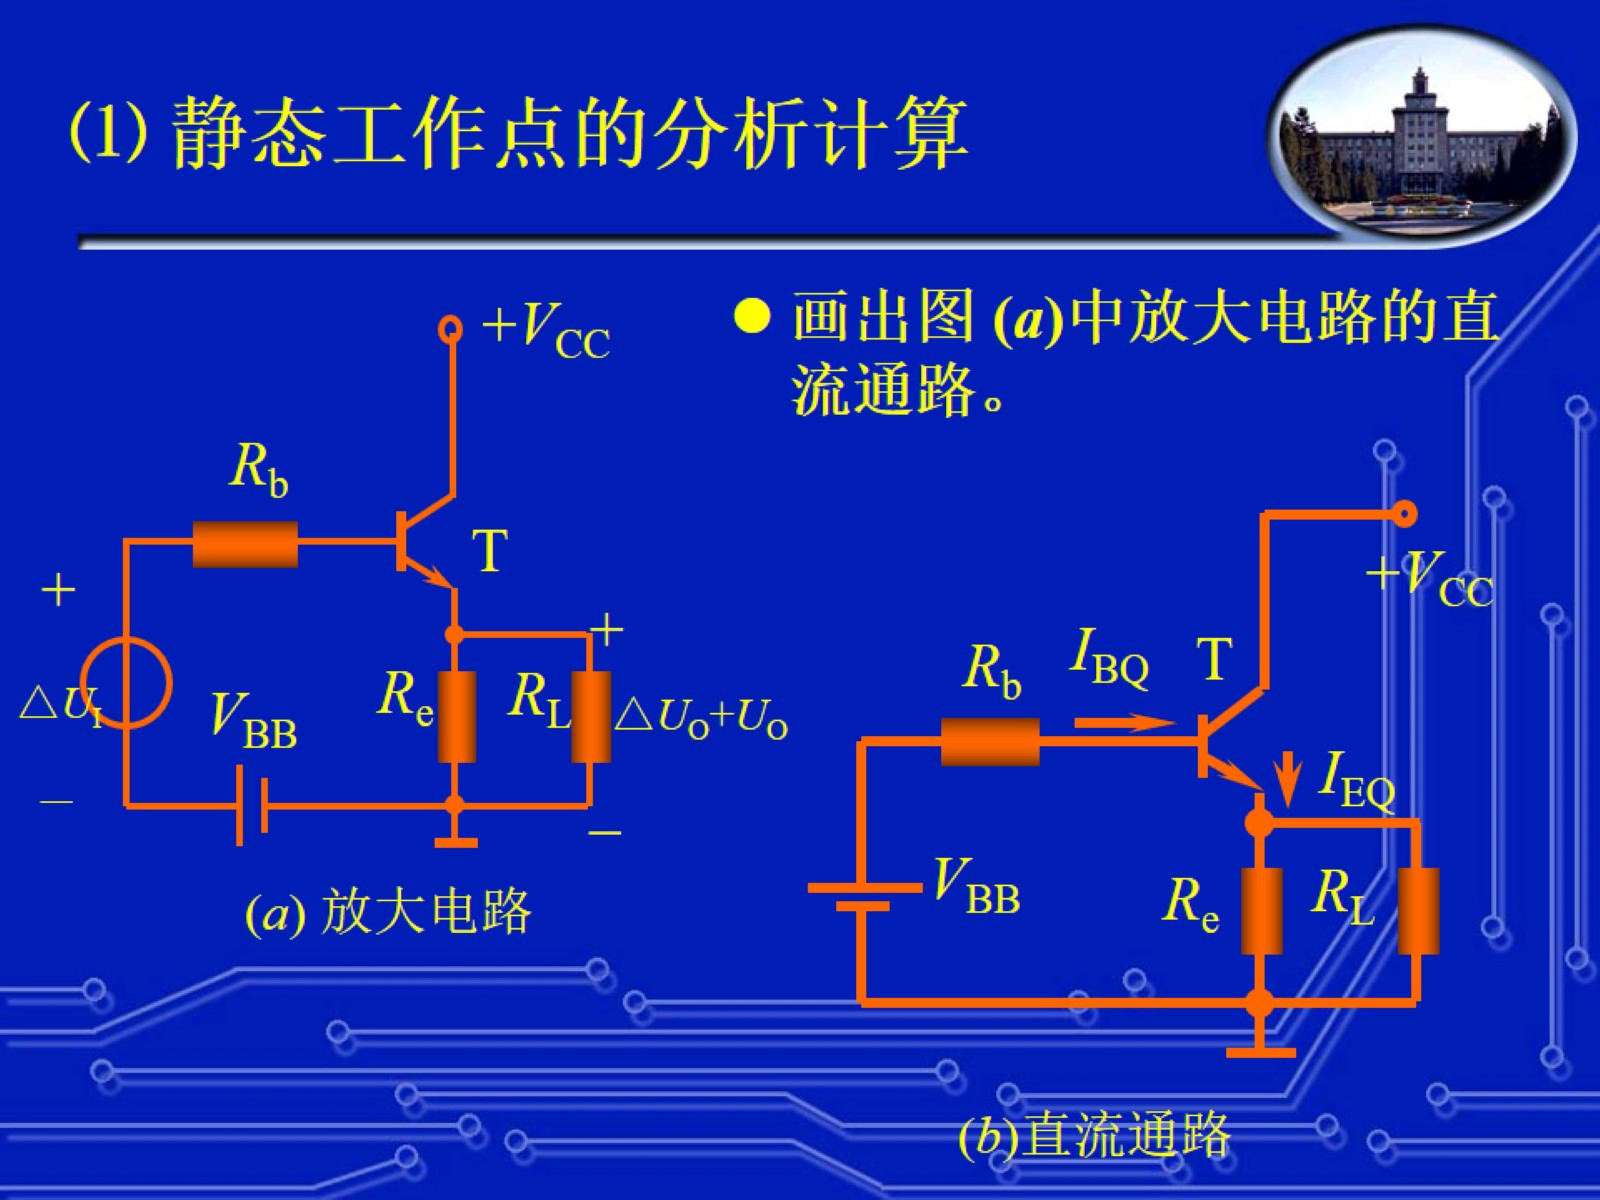 (1) 静态工作点的分析计算
● 画出图 (a)中放大电路的直
流通路。
+VCC
Rb
T
+
△UI
−
VBB
Re
RL
+
△UO+UO
−
(a) 放大电路
+VCC
Rb
IBQ
T
IEQ
VBB
Re
RL
(b)直流通路